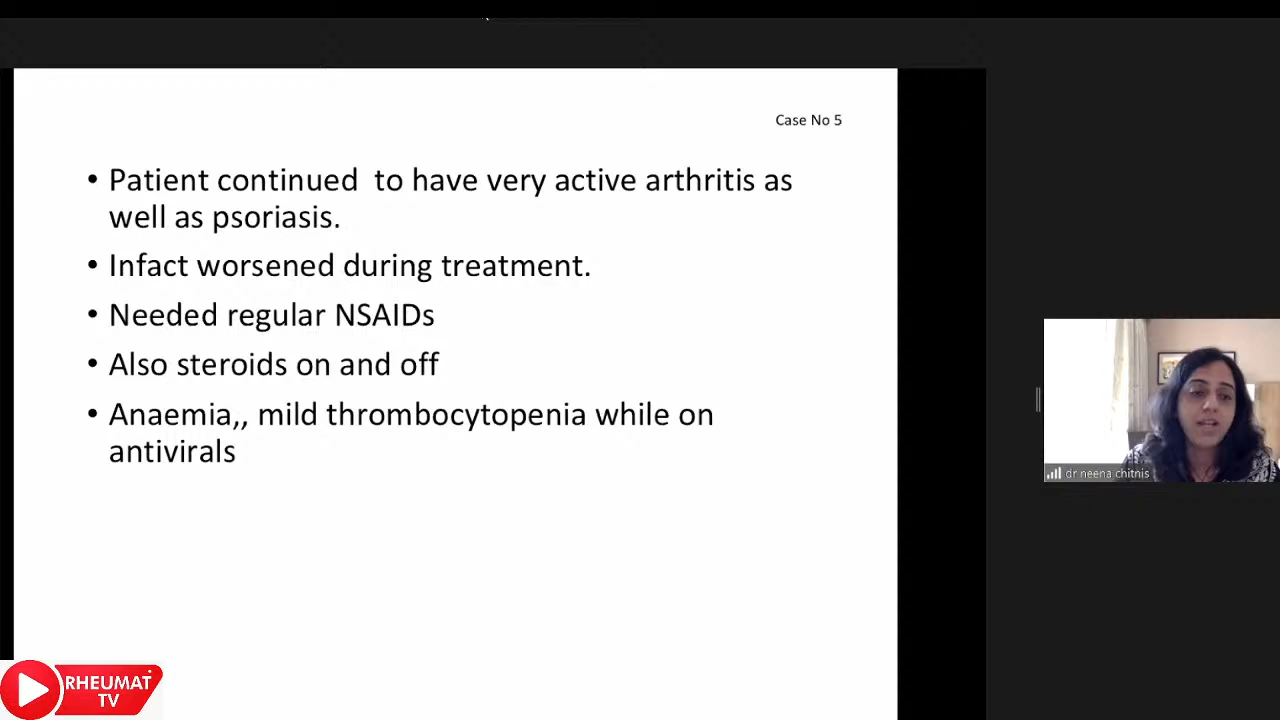 Case No 5
• Patient continued  to have very active arthritis as
well as psoriasis.
• Infact worsened during treatment.
• Needed regular NSAIDs
• Also steroids on and off
• Anaemia,, mild thrombocytopenia while on
antivirals
dr neena chitnis
RHEUMAT
TV